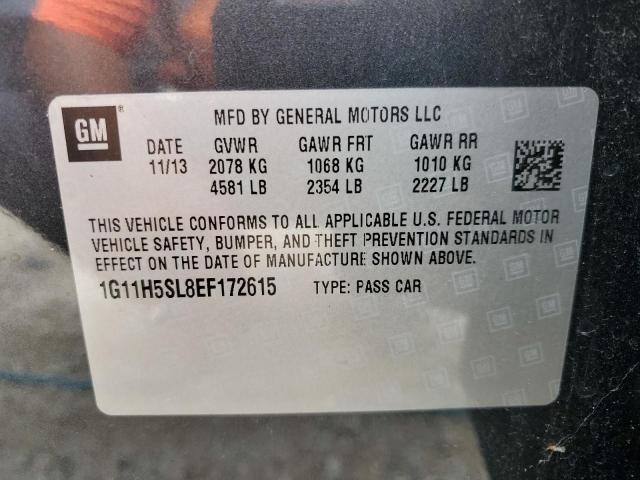 GM ® MFD BY GENERAL MOTORS LLC
DATE GVWR GAWR FRT GAWR RR
11/13 2078 KG 1068 KG 1010 KG
4581 LB 2354 LB 2227 LB
THIS VEHICLE CONFORMS TO ALL APPLICABLE U.S. FEDERAL MOTOR
VEHICLE SAFETY, BUMPER, AND THEFT PREVENTION STANDARDS IN
EFFECT ON THE DATE OF MANUFACTURE SHOWN ABOVE.
1G11H5SL8EF172615 TYPE: PASS CAR